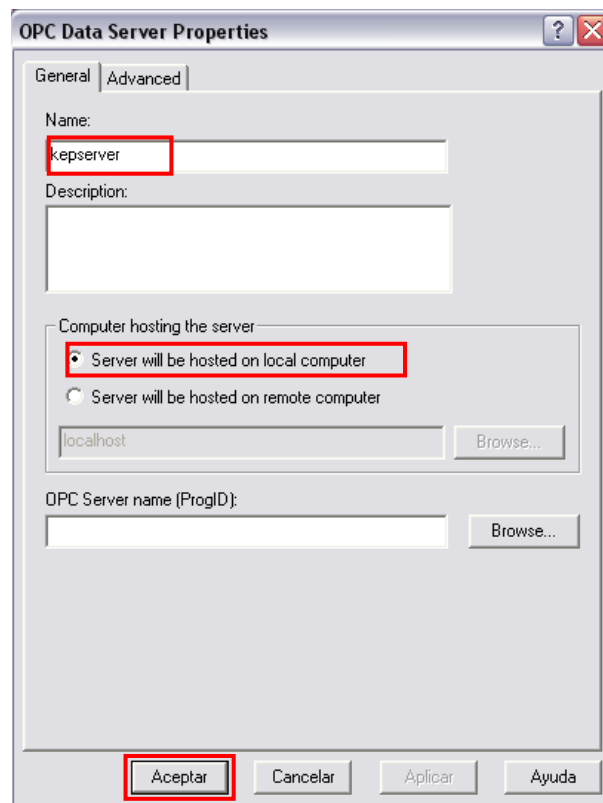 OPC Data Server Properties
General Advanced
Name:
kepserver
Description:
Computer hosting the server
Server will be hosted on local computer
Server will be hosted on remote computer
localhost Browse...
OPC Server name (ProgID):
Browse...
Aceptar Cancelar Aplicar Ayuda